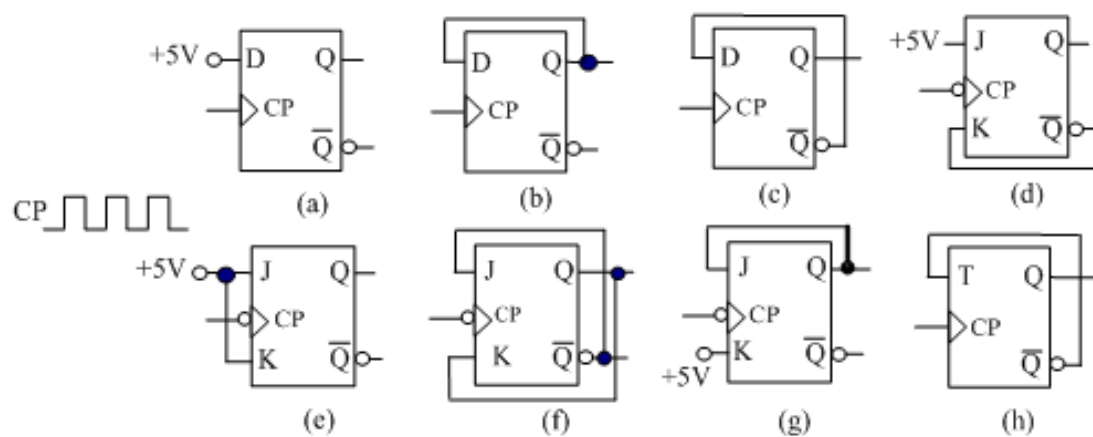 +5V D Q CP Q̅ (a)
D Q CP Q̅ (b)
D Q CP Q̅ (c)
+5V J Q CP K Q̅ (d)
CP
+5V J Q CP K Q̅ (e)
J Q CP K Q̅ (f)
J Q CP K +5V Q̅ (g)
T Q CP Q̅ (h)